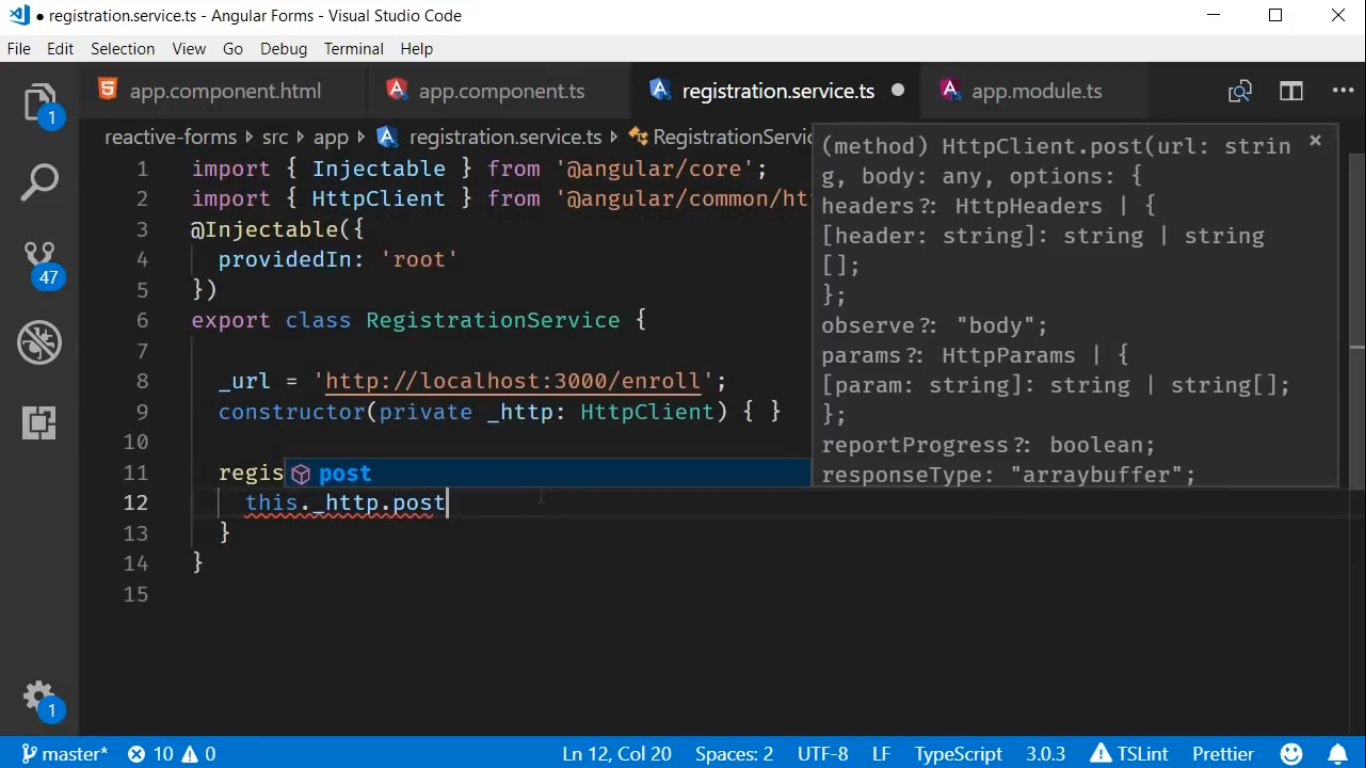 registration.service.ts - Angular Forms - Visual Studio Code
File Edit Selection View Go Debug Terminal Help
app.component.html app.component.ts registration.service.ts app.module.ts
reactive-forms > src > app > registration.service.ts > RegistrationServic
1 import { Injectable } from '@angular/core';
2 import { HttpClient } from '@angular/common/ht
3 @Injectable({
4 providedIn: 'root'
5 })
6 export class RegistrationService {
7
8 _url = 'http://localhost:3000/enroll';
9 constructor(private _http: HttpClient) { }
10
11 regis
post
12 this._http.post
13 }
14 }
15
(method) HttpClient.post(url: strin
g, body: any, options: {
headers?: HttpHeaders | {
[header: string]: string | string
[];
};
observe?: "body";
params?: HttpParams | {
[param: string]: string | string[];
};
reportProgress?: boolean;
responseType: "arraybuffer";
1
47
1
master* 10 0 Ln 12, Col 20 Spaces: 2 UTF-8 LF TypeScript 3.0.3 TSLint Prettier